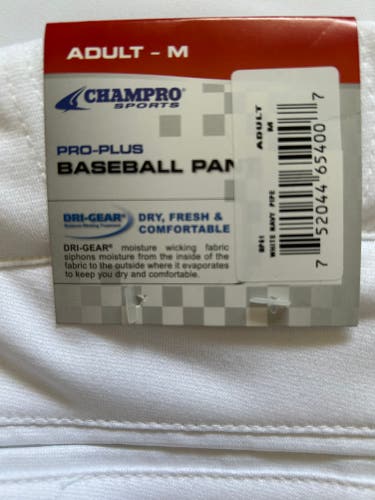 ADULT - M
CHAMPRO®
SPORTS
PRO-PLUS
BASEBALL PAN
DRI-GEAR®
DRY, FRESH &
COMFORTABLE
DRI-GEAR® moisture wicking fabric
siphons moisture from the inside of the
fabric to the outside where it evaporates
to keep you dry and comfortable.
ADULT
M
BP61
WHITE NAVY PIPE
7 52044 65400 7